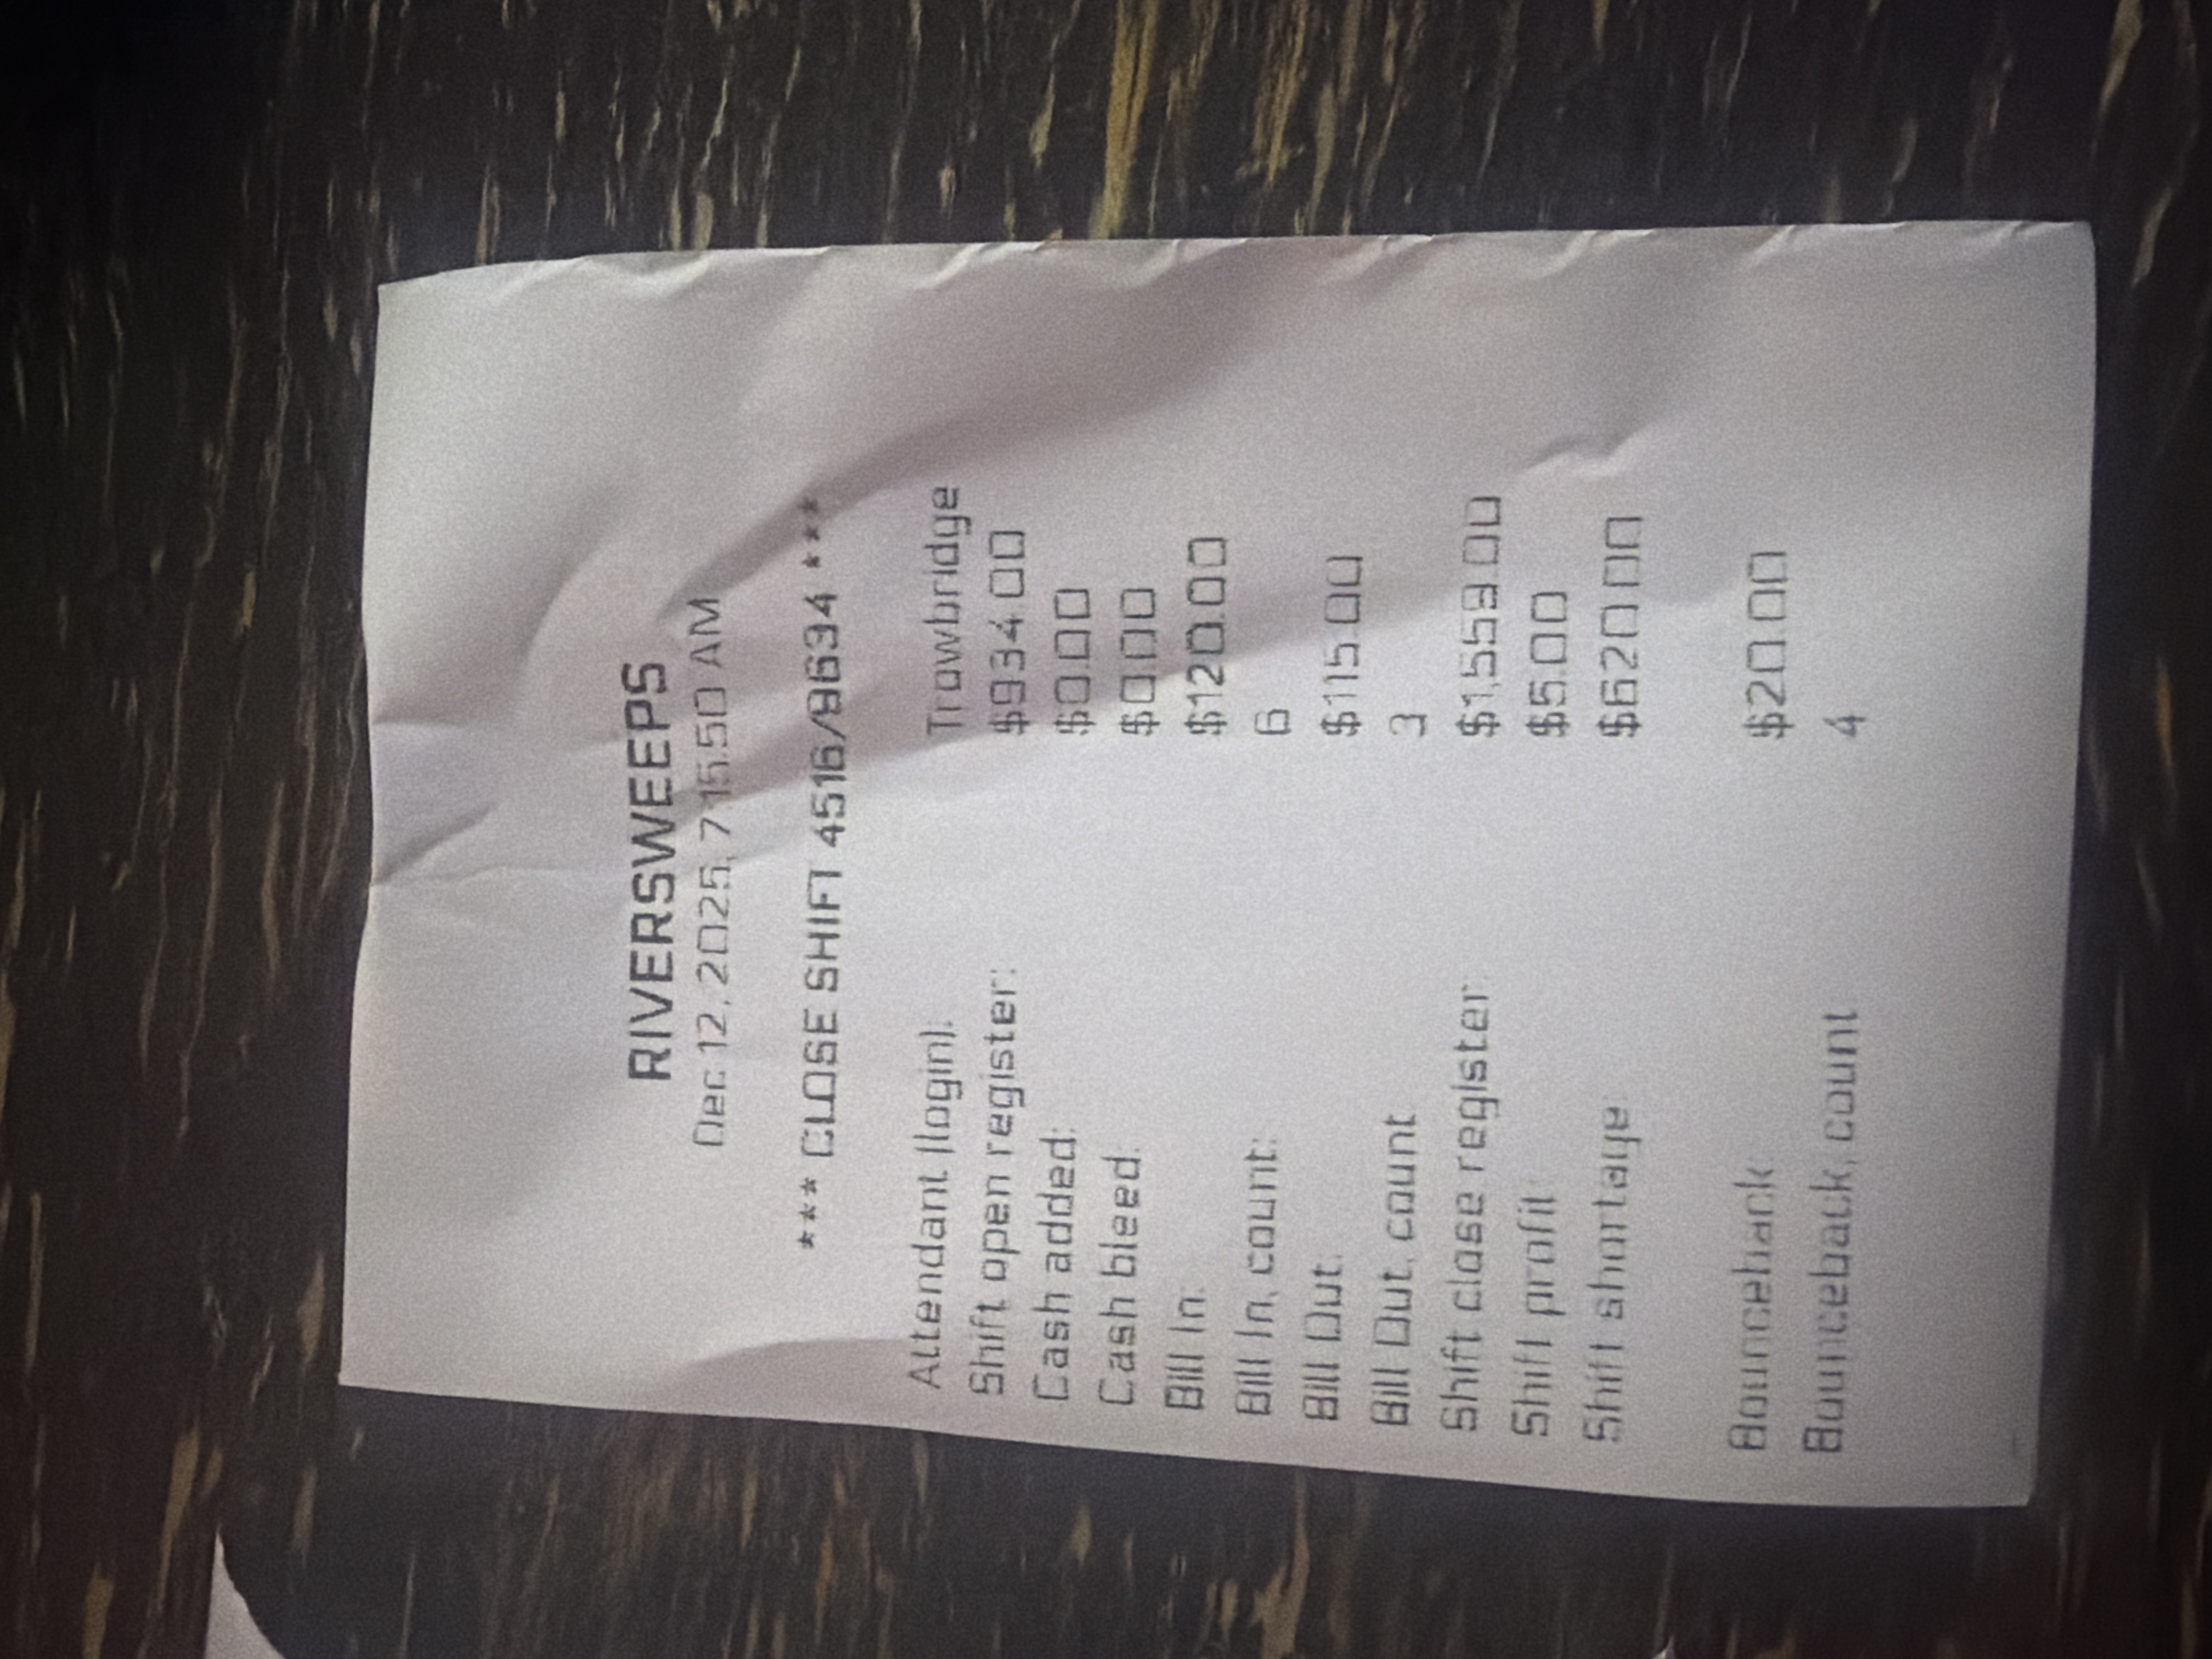 RIVERSWEEPS
Dec 12, 2025, 7:15:50 AM
*** CLOSE SHIFT 4516/9634 ***
Attendant (login): Trowbridge
Shift open register: $934.00
Cash added: $0.00
Cash bleed: $0.00
Bill In: $120.00
Bill In, count: 6
Bill Out: $115.00
Bill Out, count 3
Shift close register: $1,559.00
Shift profit: $5.00
Shift shortage: $620.00
Bounceback: $20.00
Bounceback, count 4